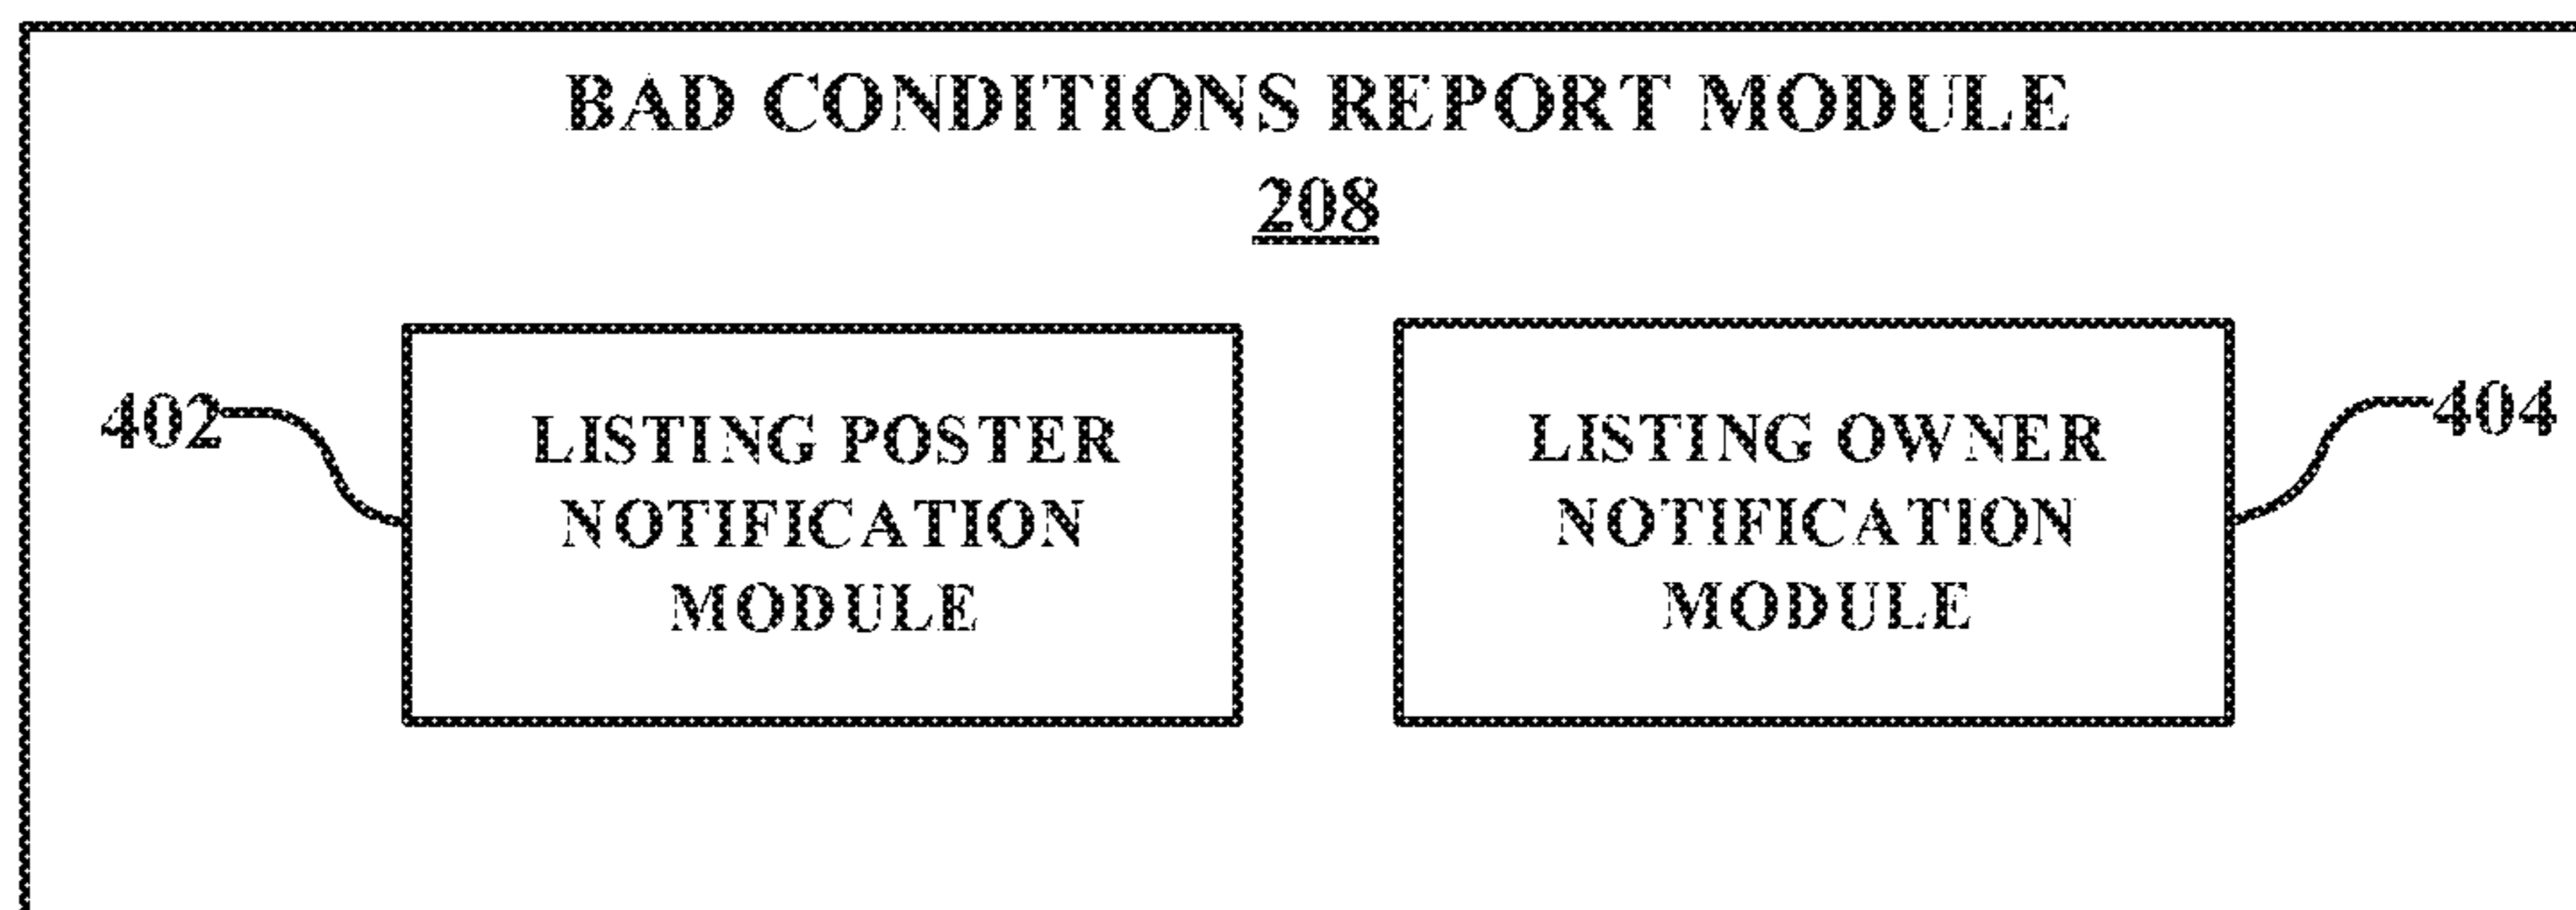 BAD CONDITIONS REPORT MODULE
208
402
LISTING POSTER
NOTIFICATION
MODULE
LISTING OWNER
NOTIFICATION
MODULE
404